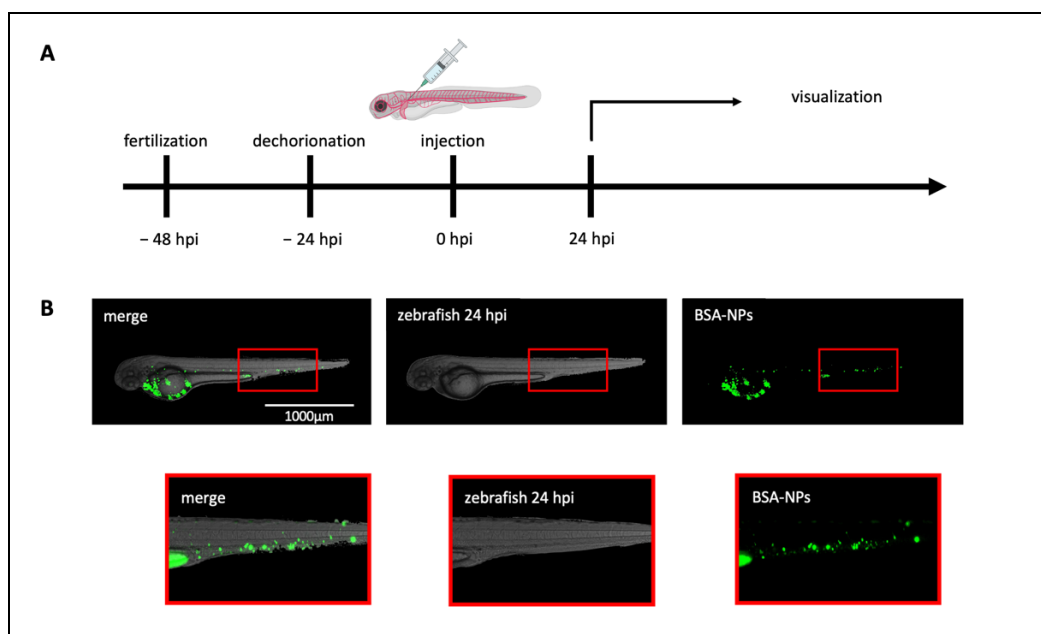 A
visualization
fertilization dechorionation injection
– 48 hpi – 24 hpi 0 hpi 24 hpi
B
merge zebrafish 24 hpi BSA-NPs
1000µm
merge zebrafish 24 hpi BSA-NPs